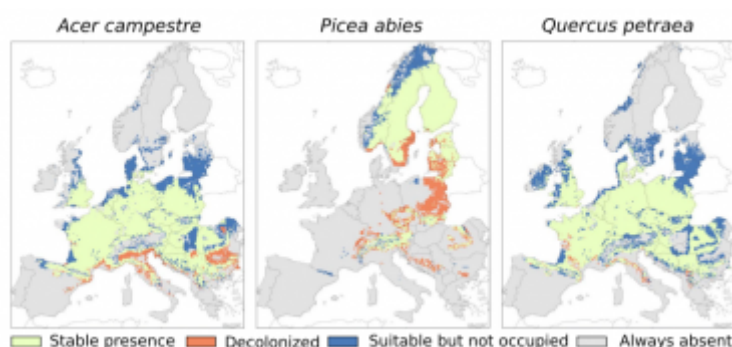 Acer campestre
Picea abies
Quercus petraea
Stable presence
Decolonized
Suitable but not occupied
Always absent